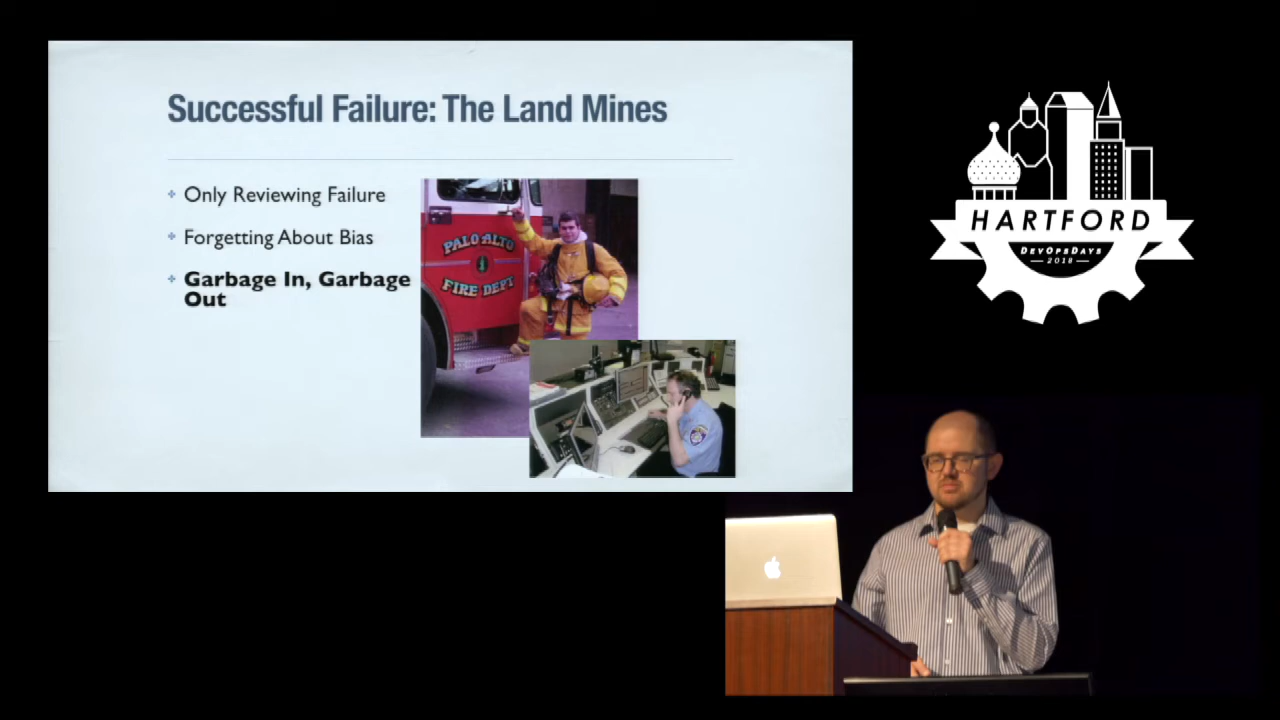 Successful Failure: The Land Mines
Only Reviewing Failure
Forgetting About Bias
Garbage In, Garbage
Out
PALO ALTO
FIRE DEPT
HARTFORD
DEVOPSDAYS
2018